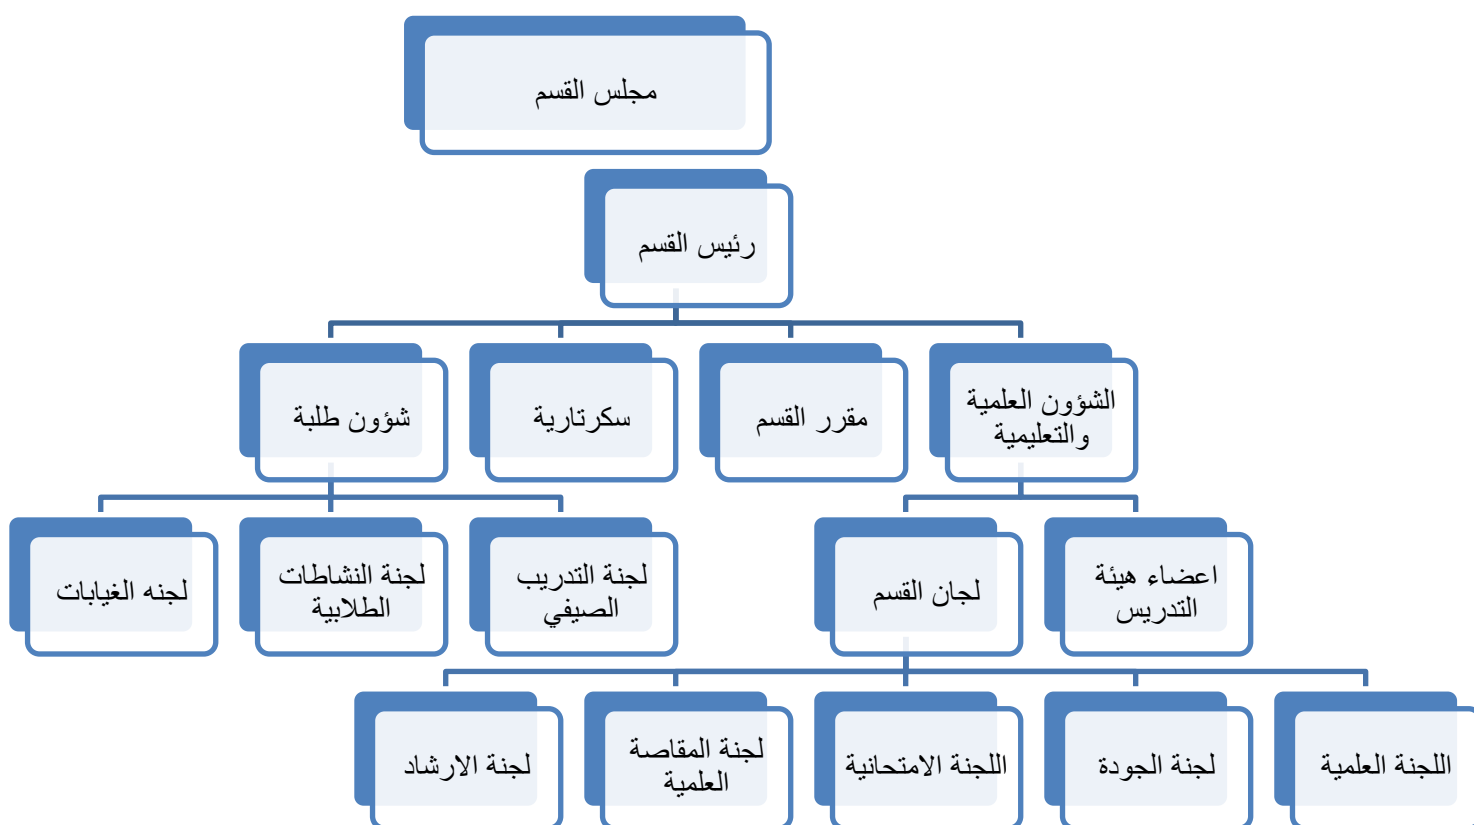 مجلس القسم
رئيس القسم
الشؤون العلمية
والتعليمية
مقرر القسم
سكرتارية
شؤون طلبة
اعضاء هيئة
التدريس
لجان القسم
لجنة التدريب
الصيفي
لجنة النشاطات
الطلابية
لجنه الغيابات
اللجنة العلمية
لجنة الجودة
اللجنة الامتحانية
لجنة المقاصة
العلمية
لجنة الارشاد